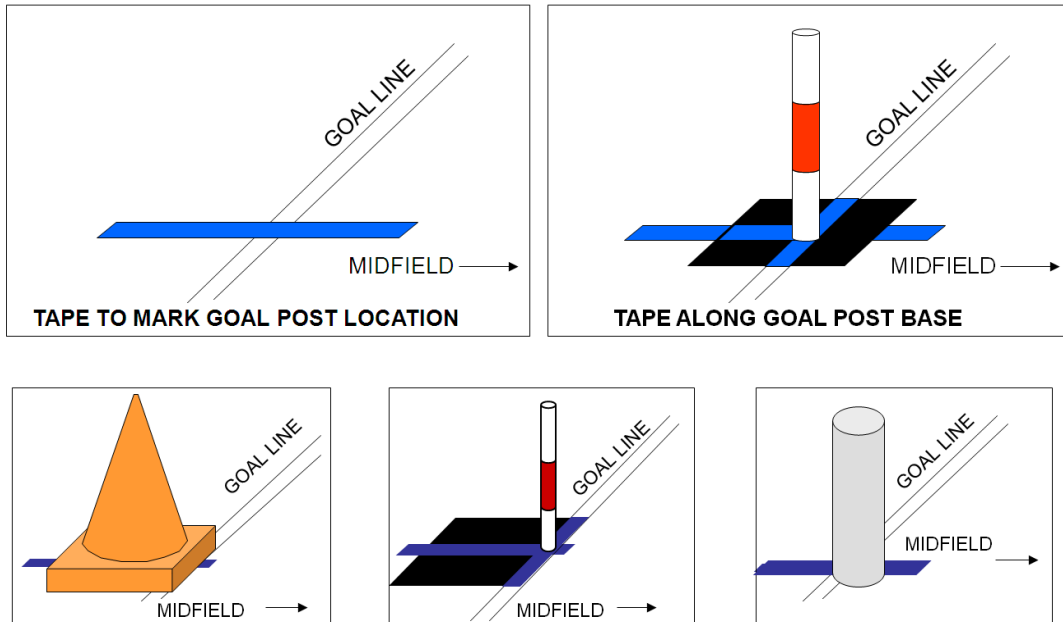 GOAL LINE
MIDFIELD
TAPE TO MARK GOAL POST LOCATION
GOAL LINE
MIDFIELD
TAPE ALONG GOAL POST BASE
GOAL LINE
MIDFIELD
GOAL LINE
MIDFIELD
GOAL LINE
MIDFIELD